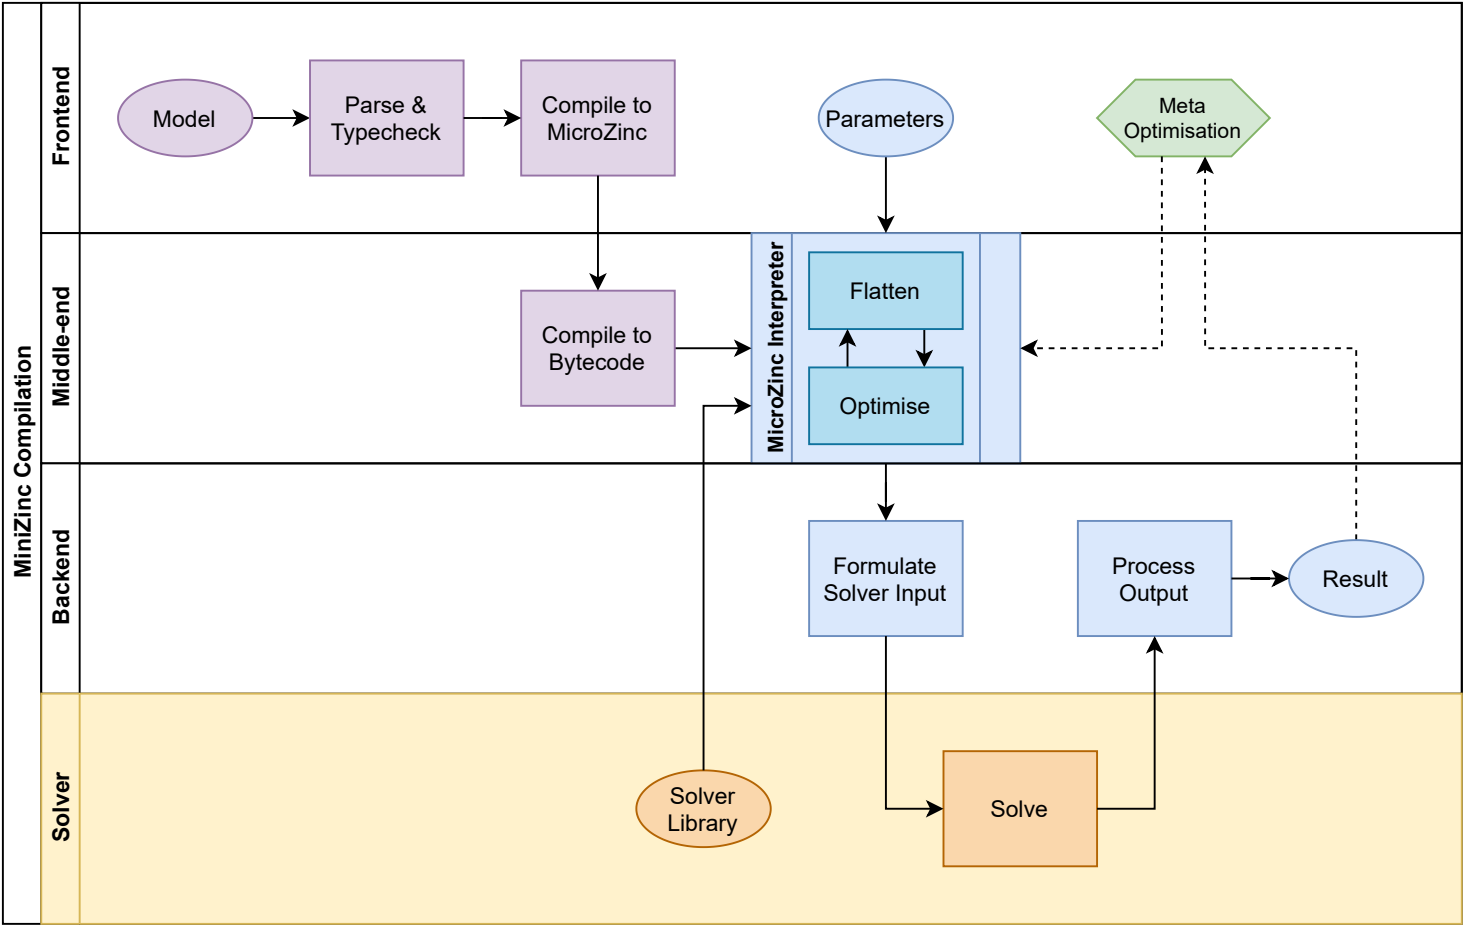 MiniZinc Compilation
Frontend
Model
Parse &
Typecheck
Compile to
MicroZinc
Parameters
Meta
Optimisation
Middle-end
Compile to
Bytecode
MicroZinc Interpreter
Flatten
Optimise
Backend
Formulate
Solver Input
Process
Output
Result
Solver
Solver
Library
Solve